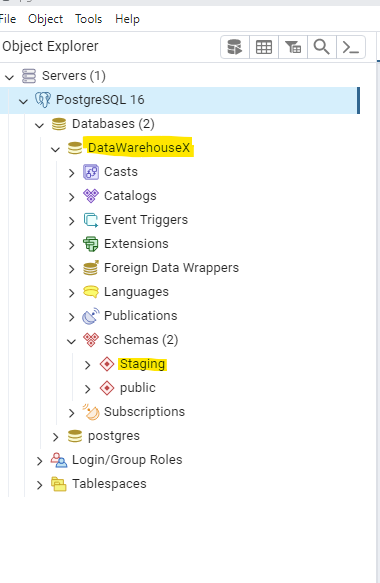 File Object Tools Help
Object Explorer
Servers (1)
PostgreSQL 16
Databases (2)
DataWarehouseX
Casts
Catalogs
Event Triggers
Extensions
Foreign Data Wrappers
Languages
Publications
Schemas (2)
Staging
public
Subscriptions
postgres
Login/Group Roles
Tablespaces